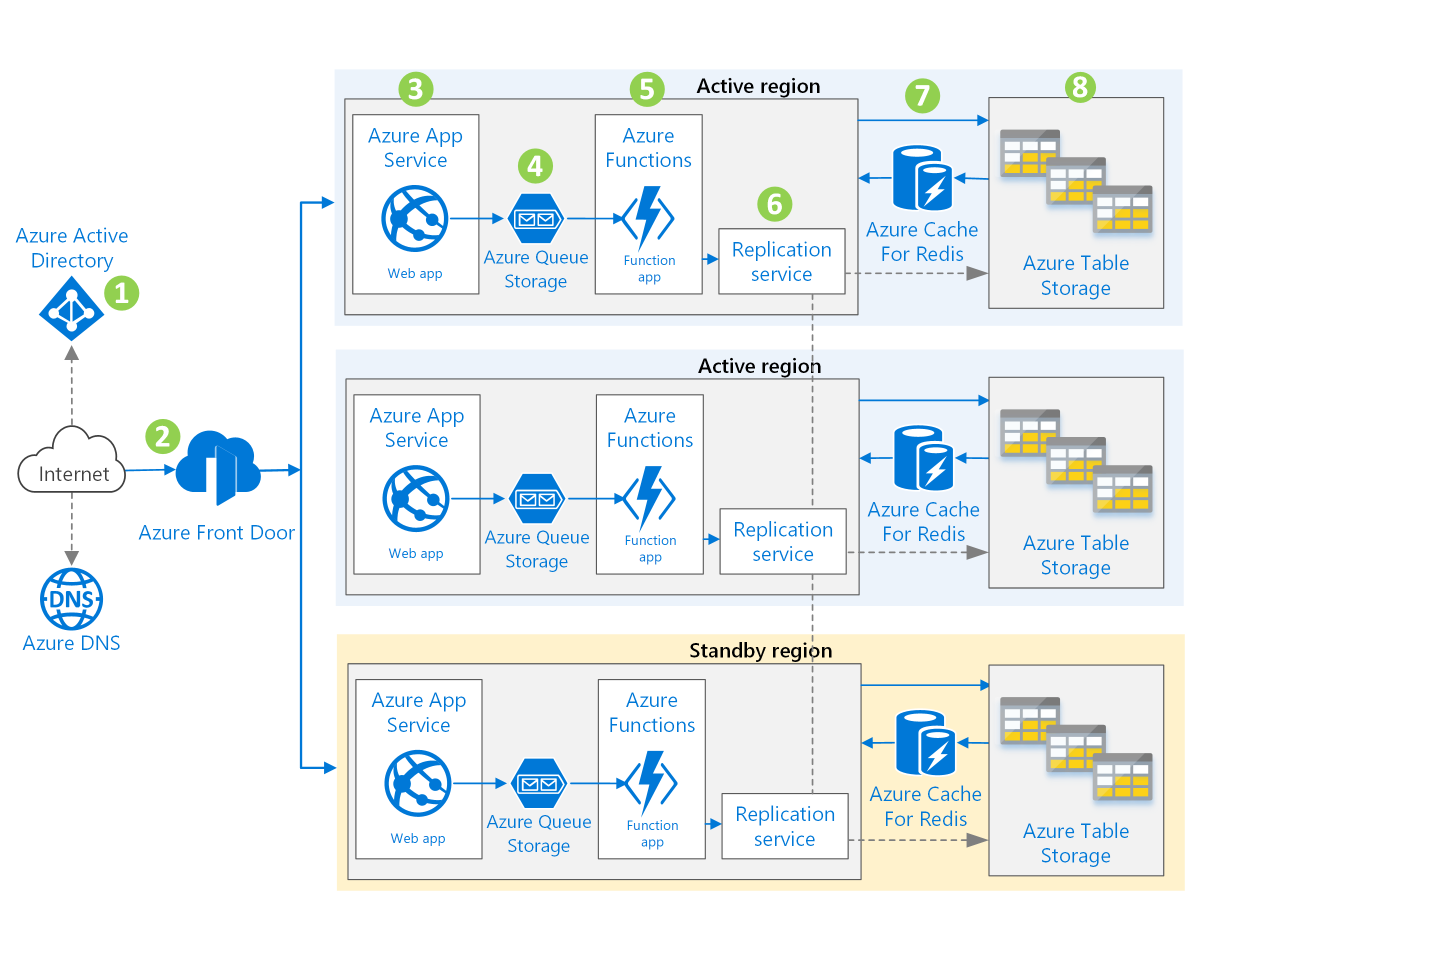 Azure Active
Directory
1
Internet
2
Azure Front Door
DNS
Azure DNS
Active region
3
Azure App
Service
Web app
4
Azure Queue
Storage
5
Azure
Functions
Function
app
6
Replication
service
7
Azure Cache
For Redis
8
Azure Table
Storage
Active region
Azure App
Service
Web app
Azure Queue
Storage
Azure
Functions
Function
app
Replication
service
Azure Cache
For Redis
Azure Table
Storage
Standby region
Azure App
Service
Web app
Azure Queue
Storage
Azure
Functions
Function
app
Replication
service
Azure Cache
For Redis
Azure Table
Storage